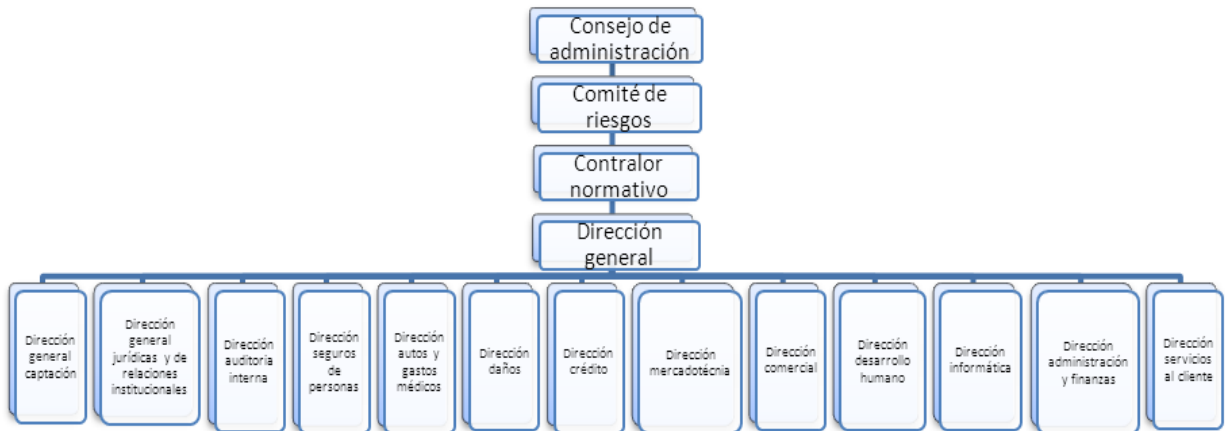 Consejo de
administración
Comité de
riesgos
Contralor
normativo
Dirección
general
Dirección
general
captación
Dirección
general
jurídicas y de
relaciones
institucionales
Dirección
auditoría
interna
Dirección
seguros
de
personas
Dirección
autos y
gastos
médicos
Dirección
daños
Dirección
crédito
Dirección
mercadotécnia
Dirección
comercial
Dirección
desarrollo
humano
Dirección
informática
Dirección
administración
y finanzas
Dirección
servicios
al cliente